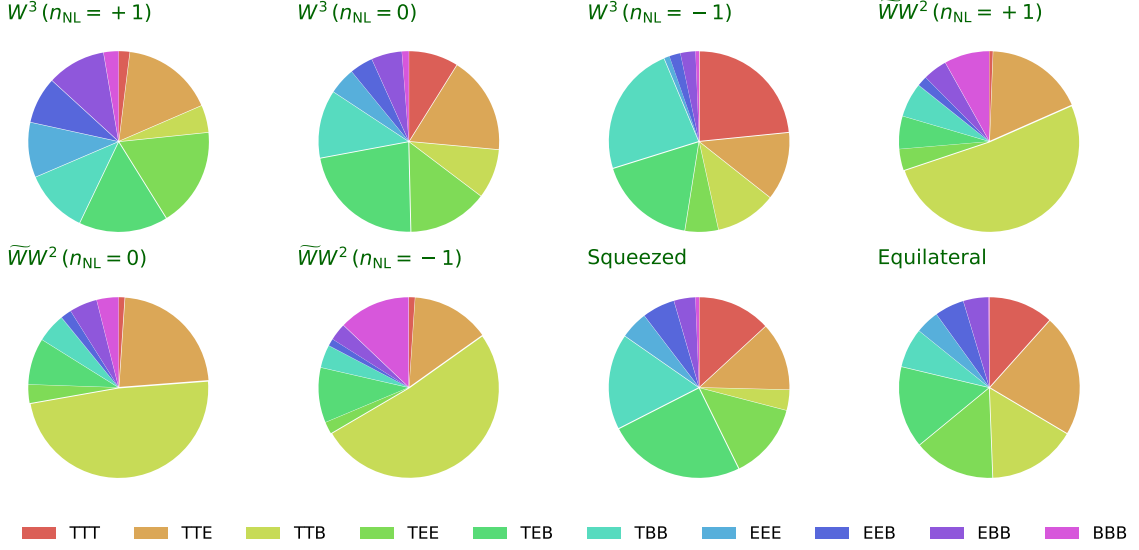 W³ (n_NL = +1)
W³ (n_NL = 0)
W³ (n_NL = −1)
W̃W² (n_NL = +1)
W̃W² (n_NL = 0)
W̃W² (n_NL = −1)
Squeezed
Equilateral
TTT TTE TTB TEE TEB TBB EEE EEB EBB BBB